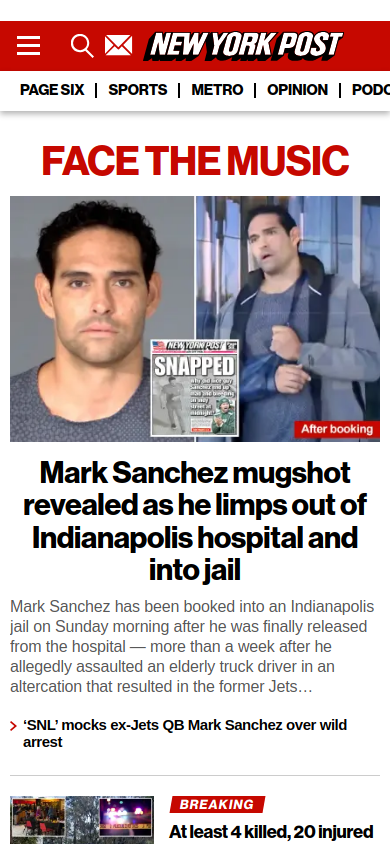 NEW YORK POST
PAGE SIX
SPORTS
METRO
OPINION
PODC
FACE THE MUSIC
NEW YORK POST
SNAPPED
After booking
Mark Sanchez mugshot
revealed as he limps out of
Indianapolis hospital and
into jail
Mark Sanchez has been booked into an Indianapolis
jail on Sunday morning after he was finally released
from the hospital — more than a week after he
allegedly assaulted an elderly truck driver in an
altercation that resulted in the former Jets…
‘SNL’ mocks ex-Jets QB Mark Sanchez over wild
arrest
BREAKING
At least 4 killed, 20 injured